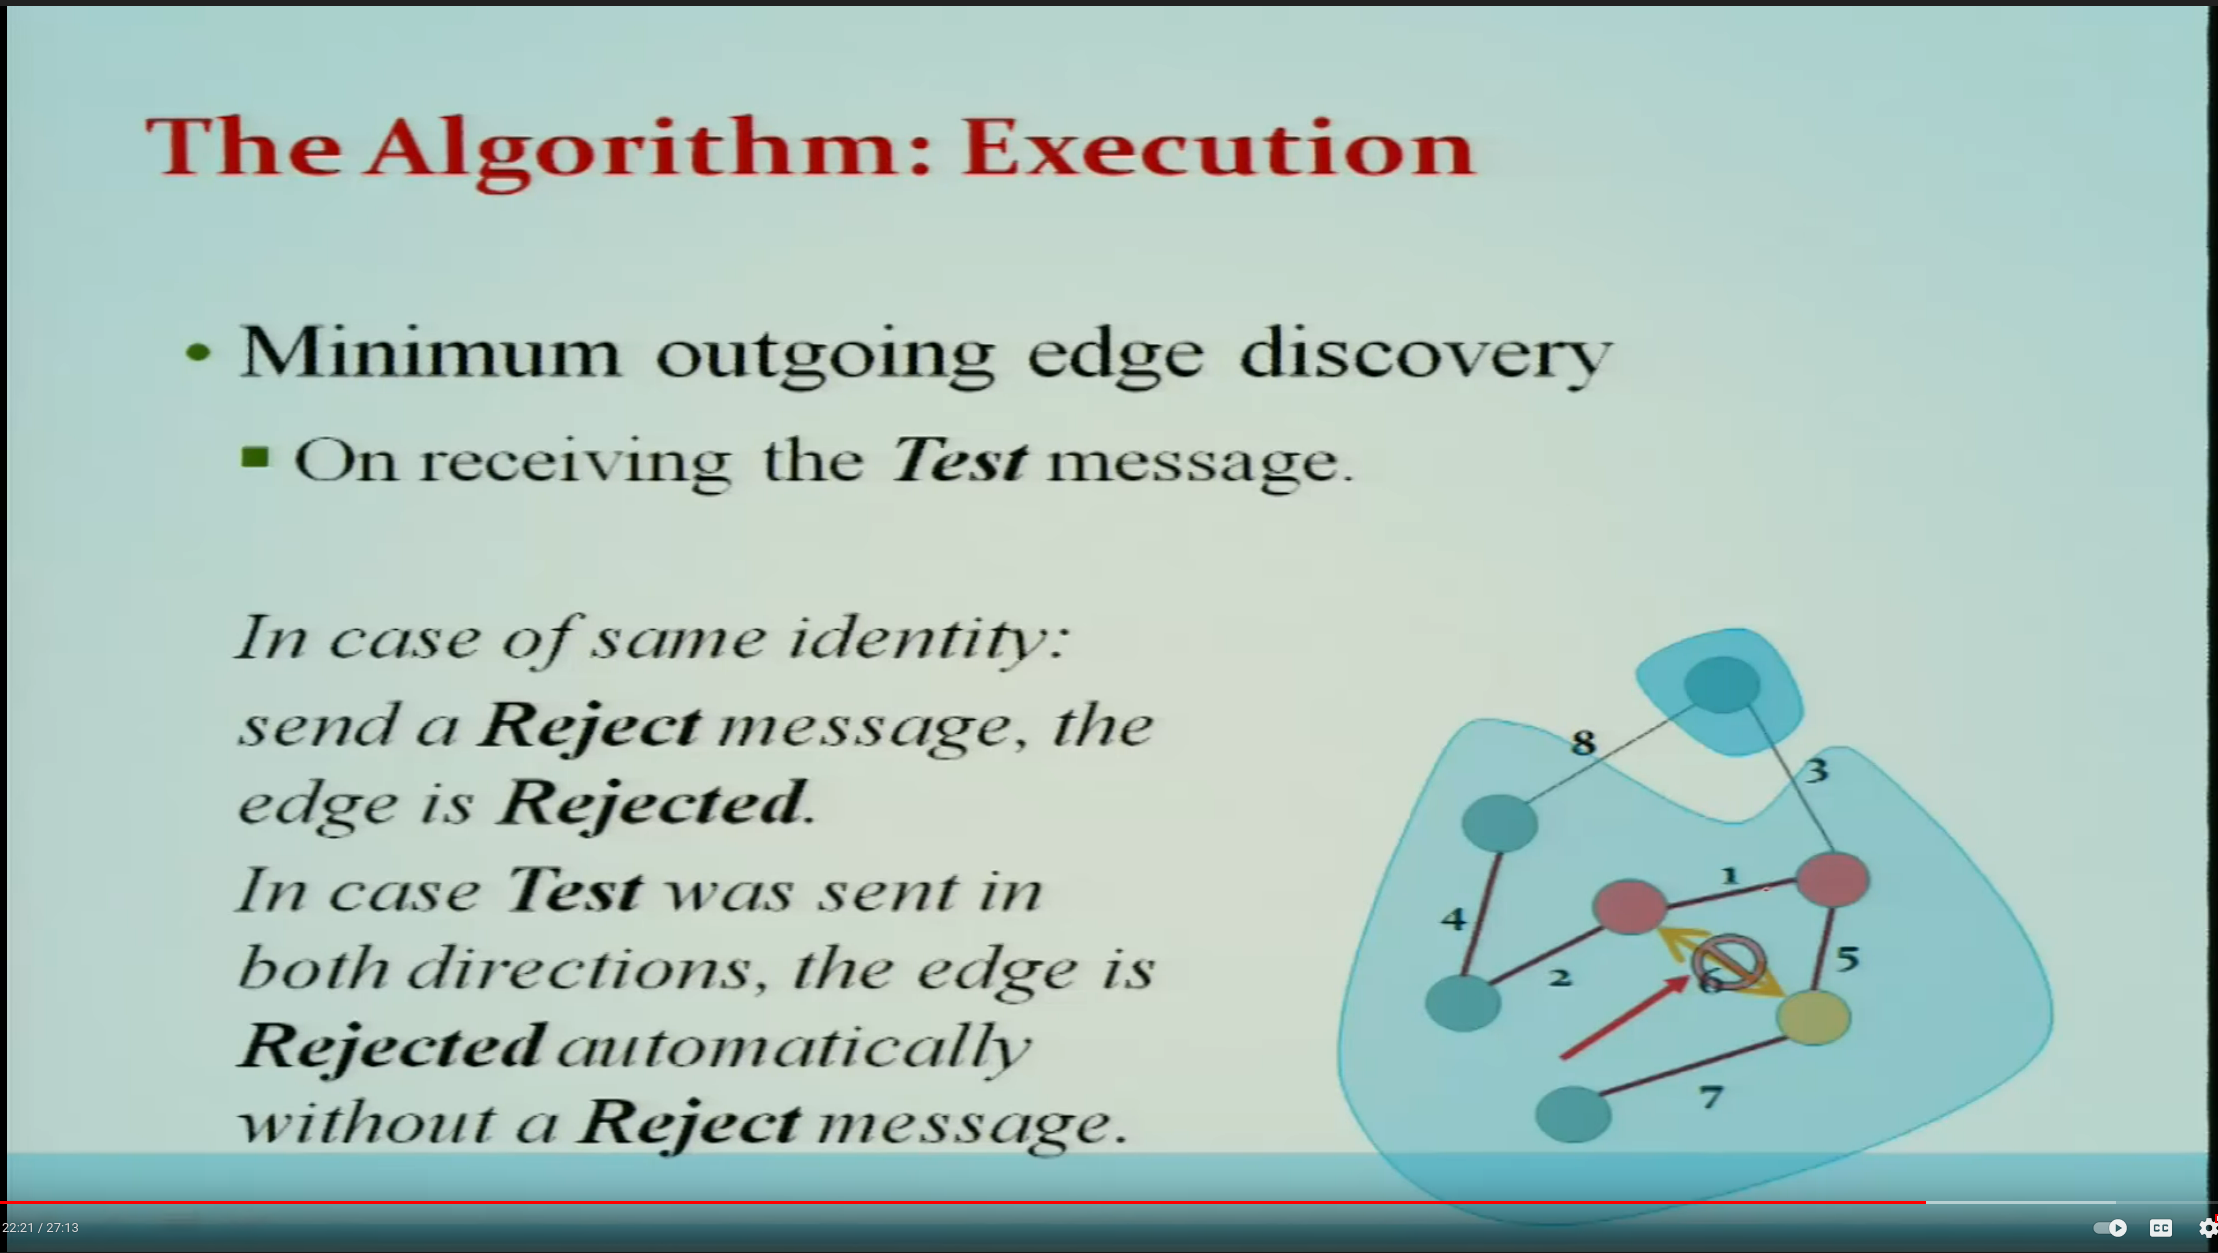 The Algorithm: Execution
• Minimum outgoing edge discovery
■ On receiving the Test message.
In case of same identity:
send a Reject message, the
edge is Rejected.
In case Test was sent in
both directions, the edge is
Rejected automatically
without a Reject message.
8
3
1
4
5
2
6
7
22:21 / 27:13
CC